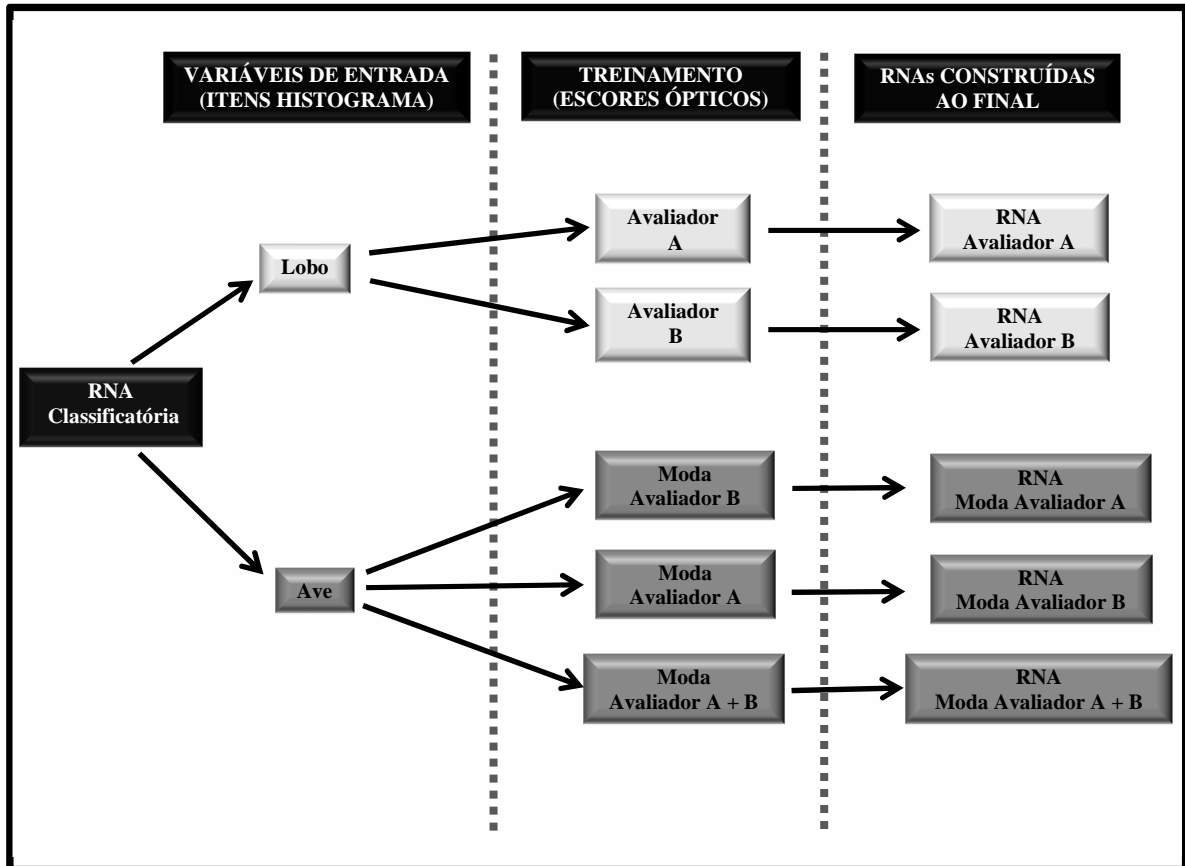 VARIÁVEIS DE ENTRADA
(ITENS HISTOGRAMA)
TREINAMENTO
(ESCORES ÓPTICOS)
RNAs CONSTRUÍDAS
AO FINAL
RNA
Classificatória
Lobo
Avaliador
A
RNA
Avaliador A
Avaliador
B
RNA
Avaliador B
Ave
Moda
Avaliador B
RNA
Moda Avaliador A
Moda
Avaliador A
RNA
Moda Avaliador B
Moda
Avaliador A + B
RNA
Moda Avaliador A + B